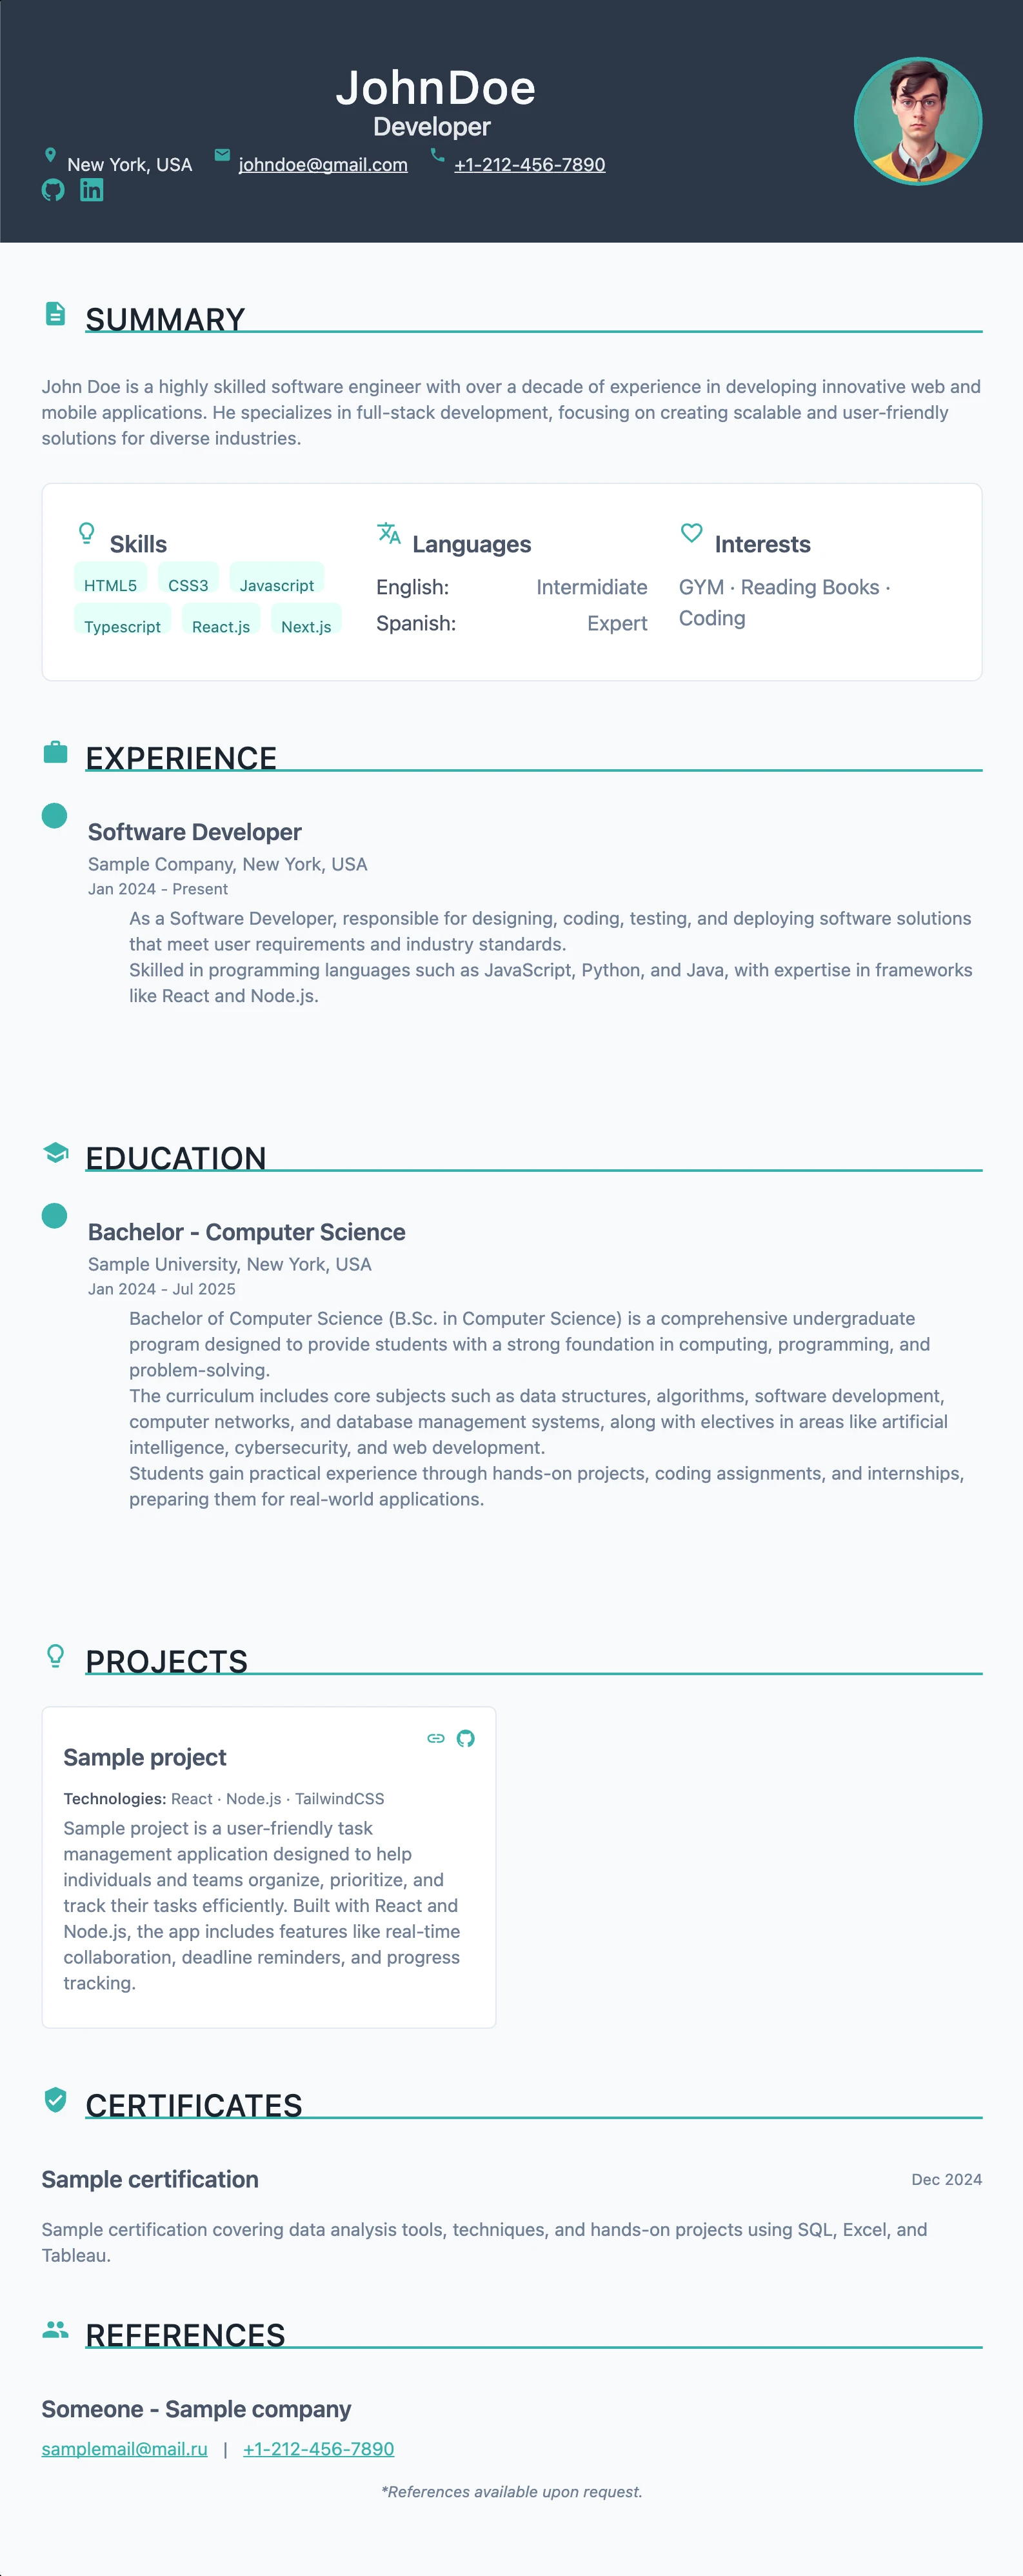 JohnDoe
Developer
New York, USA johndoe@gmail.com +1-212-456-7890
SUMMARY
John Doe is a highly skilled software engineer with over a decade of experience in developing innovative web and
mobile applications. He specializes in full-stack development, focusing on creating scalable and user-friendly
solutions for diverse industries.
Skills
HTML5 CSS3 Javascript
Typescript React.js Next.js
Languages
English: Intermidiate
Spanish: Expert
Interests
GYM · Reading Books ·
Coding
EXPERIENCE
Software Developer
Sample Company, New York, USA
Jan 2024 - Present
As a Software Developer, responsible for designing, coding, testing, and deploying software solutions
that meet user requirements and industry standards.
Skilled in programming languages such as JavaScript, Python, and Java, with expertise in frameworks
like React and Node.js.
EDUCATION
Bachelor - Computer Science
Sample University, New York, USA
Jan 2024 - Jul 2025
Bachelor of Computer Science (B.Sc. in Computer Science) is a comprehensive undergraduate
program designed to provide students with a strong foundation in computing, programming, and
problem-solving.
The curriculum includes core subjects such as data structures, algorithms, software development,
computer networks, and database management systems, along with electives in areas like artificial
intelligence, cybersecurity, and web development.
Students gain practical experience through hands-on projects, coding assignments, and internships,
preparing them for real-world applications.
PROJECTS
Sample project
Technologies: React · Node.js · TailwindCSS
Sample project is a user-friendly task
management application designed to help
individuals and teams organize, prioritize, and
track their tasks efficiently. Built with React and
Node.js, the app includes features like real-time
collaboration, deadline reminders, and progress
tracking.
CERTIFICATES
Sample certification Dec 2024
Sample certification covering data analysis tools, techniques, and hands-on projects using SQL, Excel, and
Tableau.
REFERENCES
Someone - Sample company
samplemail@mail.ru | +1-212-456-7890
*References available upon request.